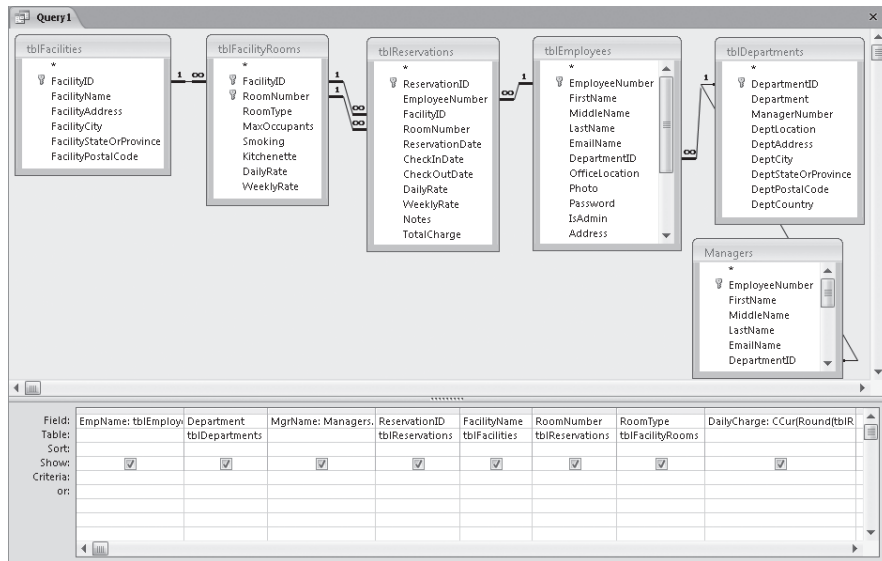 Query1
tblFacilities
*
FacilityID
FacilityName
FacilityAddress
FacilityCity
FacilityStateOrProvince
FacilityPostalCode
1 ∞
tblFacilityRooms
*
FacilityID
RoomNumber
RoomType
MaxOccupants
Smoking
Kitchenette
DailyRate
WeeklyRate
1
1
∞
∞
tblReservations
*
ReservationID
EmployeeNumber
FacilityID
RoomNumber
ReservationDate
CheckInDate
CheckOutDate
DailyRate
WeeklyRate
Notes
TotalCharge
∞ 1
tblEmployees
*
EmployeeNumber
FirstName
MiddleName
LastName
EmailName
DepartmentID
OfficeLocation
Photo
Password
IsAdmin
Address
∞ 1
tblDepartments
*
DepartmentID
Department
ManagerNumber
DeptLocation
DeptAddress
DeptCity
DeptStateOrProvince
DeptPostalCode
DeptCountry
Managers
*
EmployeeNumber
FirstName
MiddleName
LastName
EmailName
DepartmentID
Field: EmpName: tblEmploye Department MgrName: Managers. ReservationID FacilityName RoomNumber RoomType DailyCharge: CCur(Round(tblR
Table: tblDepartments tblReservations tblFacilities tblReservations tblFacilityRooms
Sort:
Show:
Criteria:
or: